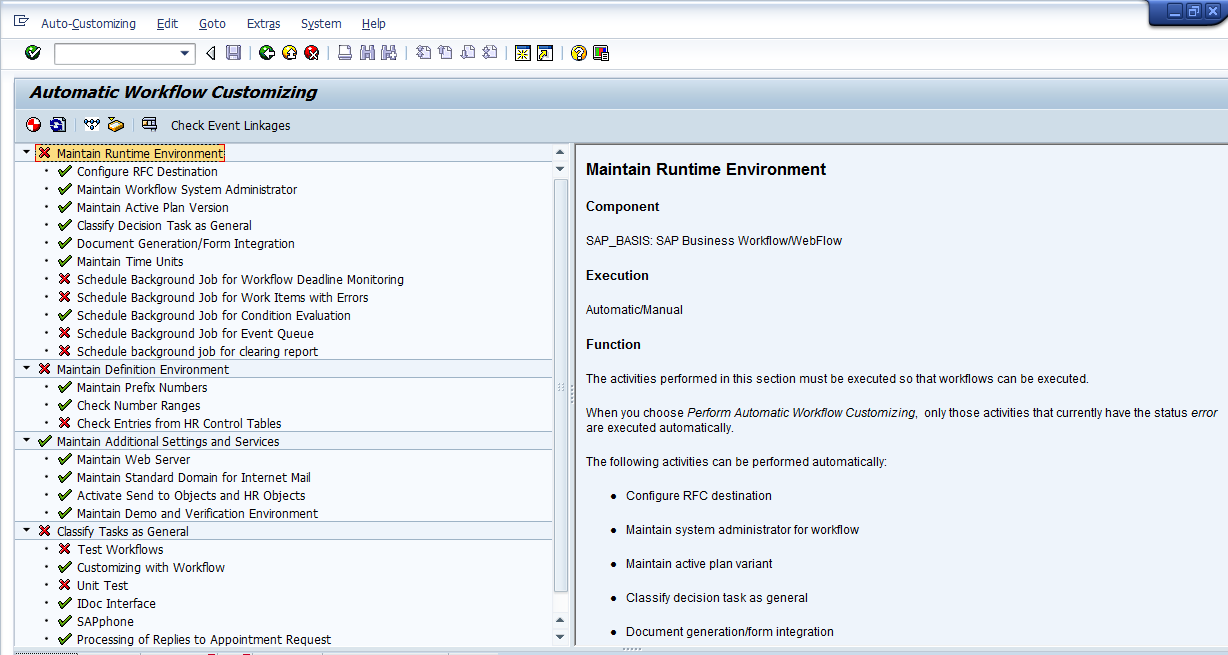 Auto-Customizing Edit Goto Extras System Help
Automatic Workflow Customizing
Check Event Linkages
Maintain Runtime Environment
Configure RFC Destination
Maintain Workflow System Administrator
Maintain Active Plan Version
Classify Decision Task as General
Document Generation/Form Integration
Maintain Time Units
Schedule Background Job for Workflow Deadline Monitoring
Schedule Background Job for Work Items with Errors
Schedule Background Job for Condition Evaluation
Schedule Background Job for Event Queue
Schedule background job for clearing report
Maintain Definition Environment
Maintain Prefix Numbers
Check Number Ranges
Check Entries from HR Control Tables
Maintain Additional Settings and Services
Maintain Web Server
Maintain Standard Domain for Internet Mail
Activate Send to Objects and HR Objects
Maintain Demo and Verification Environment
Classify Tasks as General
Test Workflows
Customizing with Workflow
Unit Test
IDoc Interface
SAPphone
Processing of Replies to Appointment Request
Maintain Runtime Environment
Component
SAP_BASIS: SAP Business Workflow/WebFlow
Execution
Automatic/Manual
Function
The activities performed in this section must be executed so that workflows can be executed.
When you choose Perform Automatic Workflow Customizing, only those activities that currently have the status error
are executed automatically.
The following activities can be performed automatically:
• Configure RFC destination
• Maintain system administrator for workflow
• Maintain active plan variant
• Classify decision task as general
• Document generation/form integration